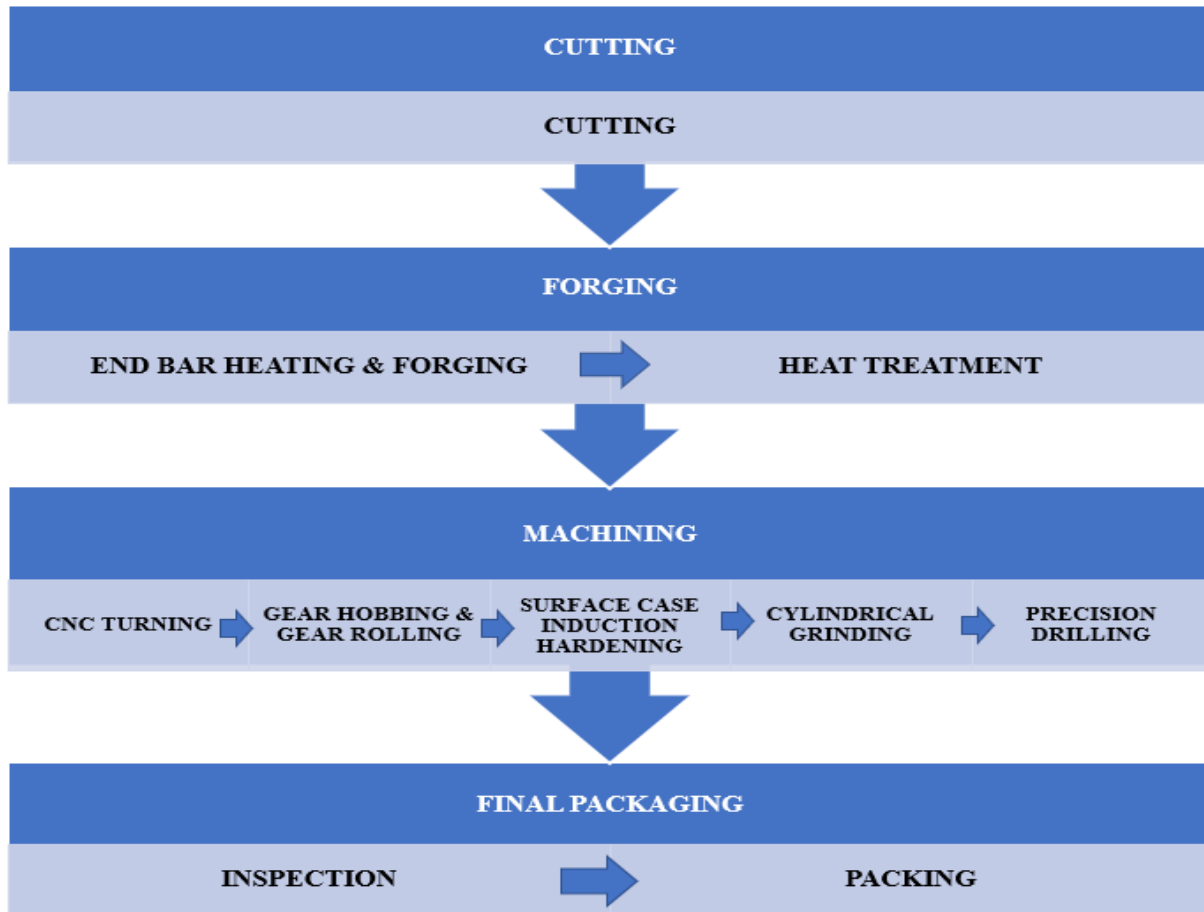 CUTTING
CUTTING
FORGING
END BAR HEATING & FORGING
HEAT TREATMENT
MACHINING
CNC TURNING
GEAR HOBBING &
GEAR ROLLING
SURFACE CASE
INDUCTION
HARDENING
CYLINDRICAL
GRINDING
PRECISION
DRILLING
FINAL PACKAGING
INSPECTION
PACKING